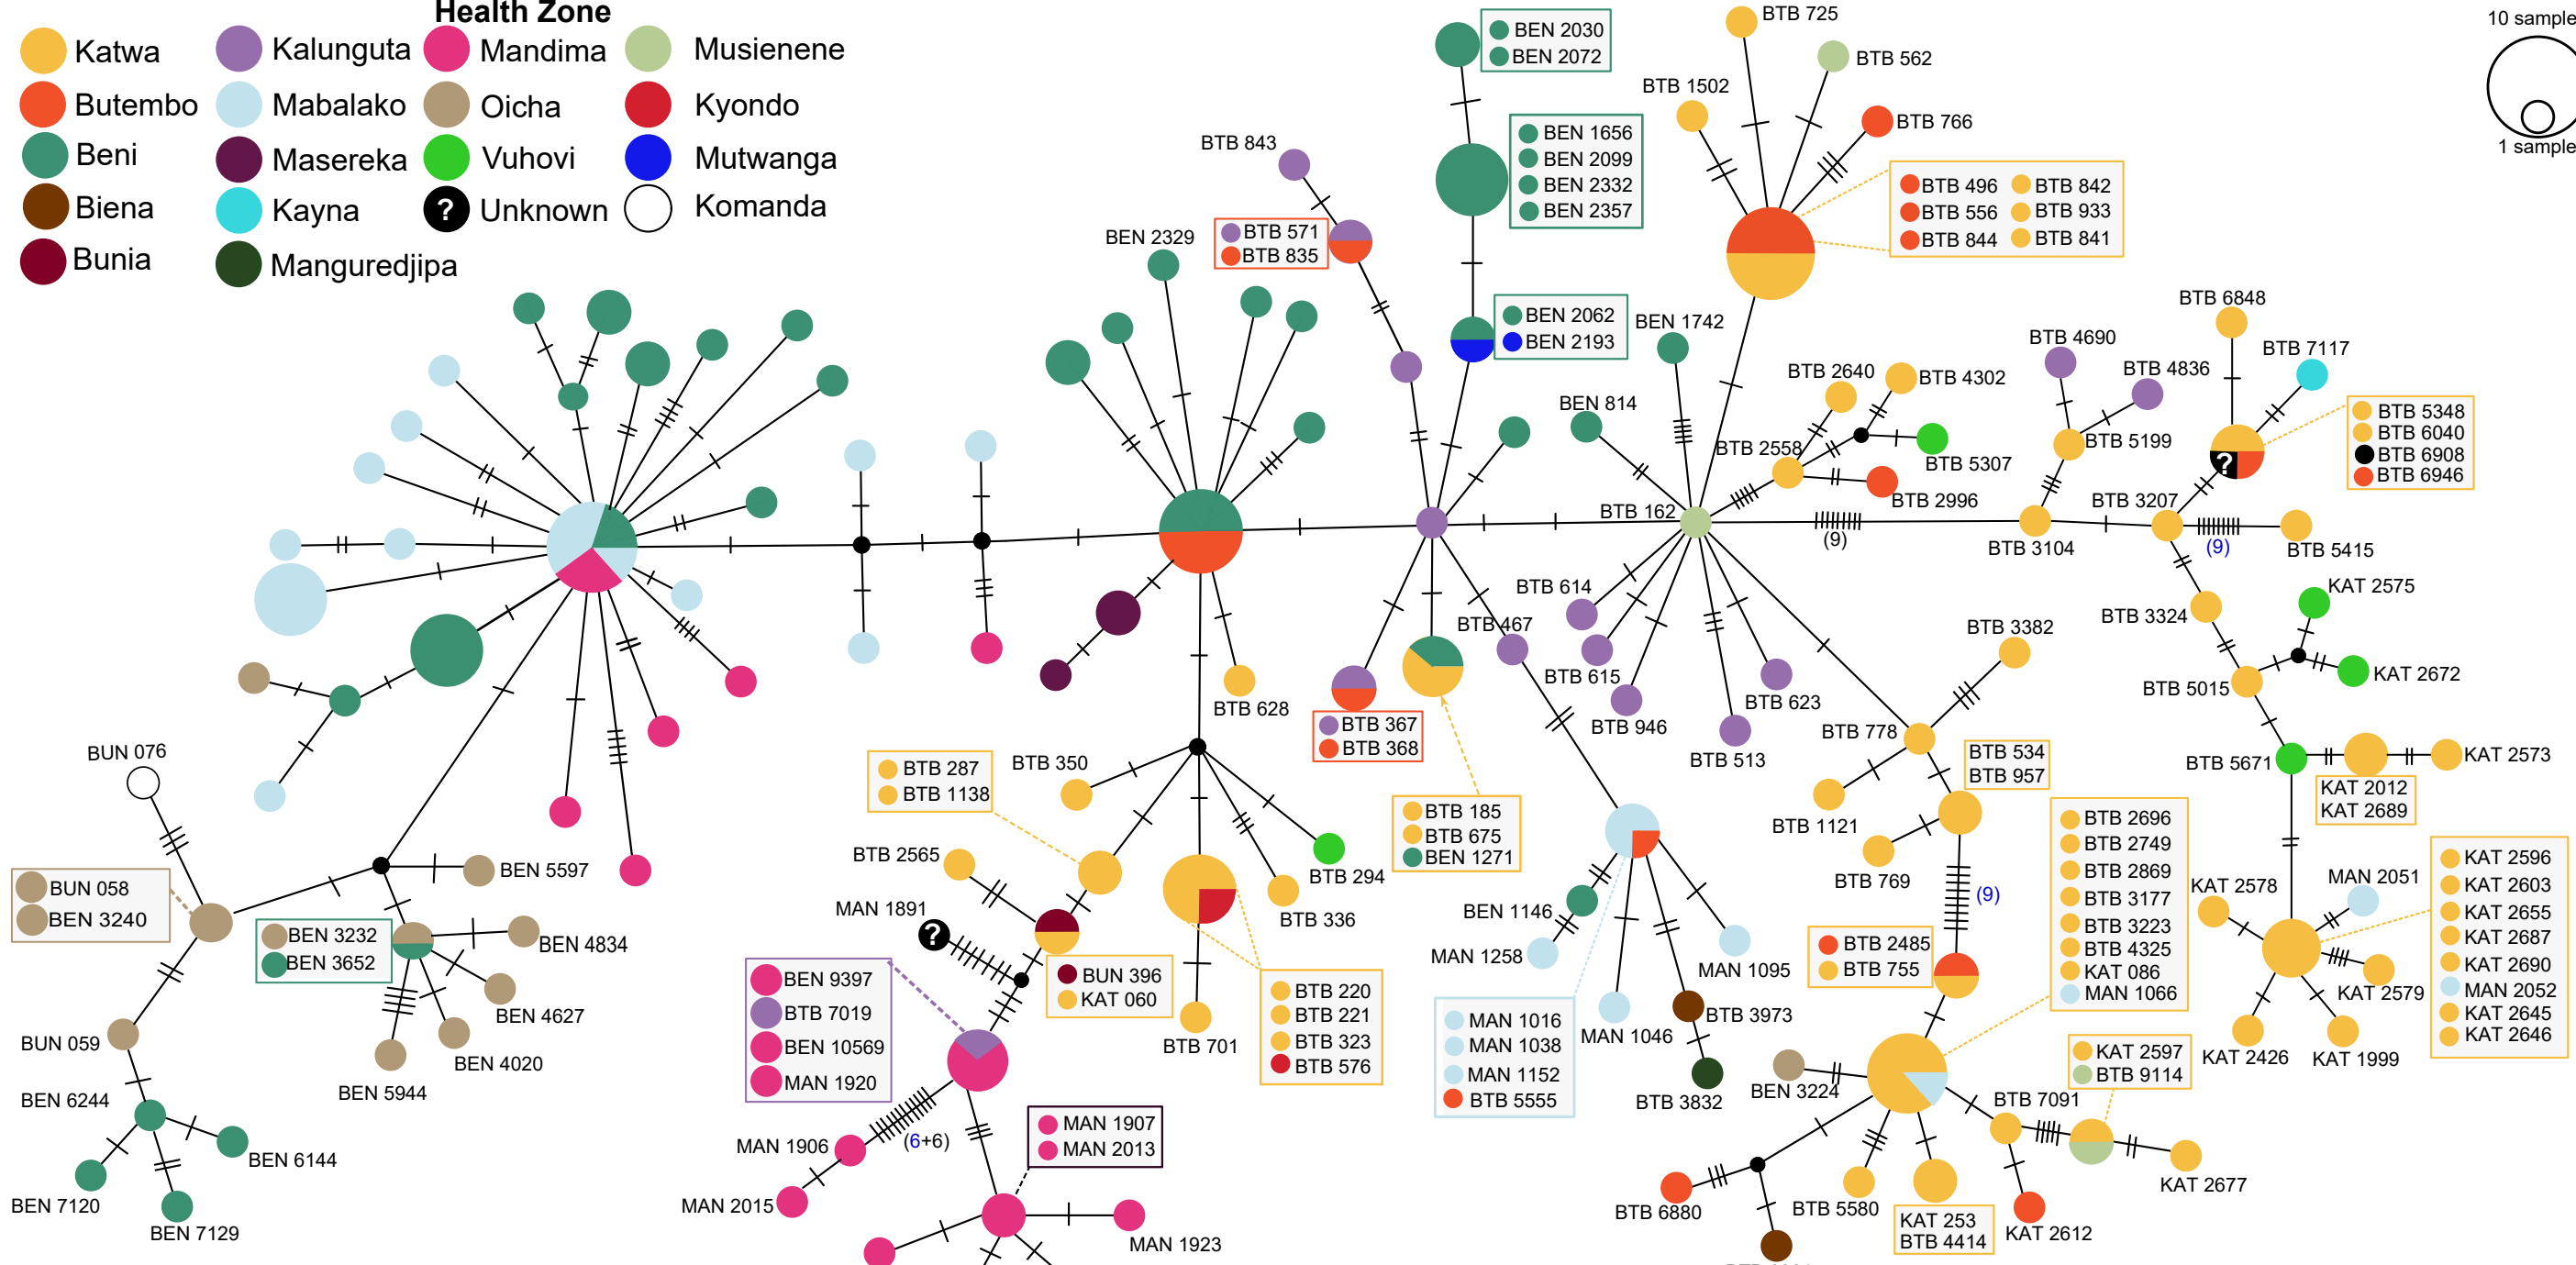 Health Zone
Katwa
Kalunguta
Mandima
Musienene
Butembo
Mabalako
Oicha
Kyondo
Beni
Masereka
Vuhovi
Mutwanga
Biena
Kayna
?
Unknown
Komanda
Bunia
Manguredjipa
10 sample
1 sample
BEN 2030
BEN 2072
BTB 725
BTB 562
BTB 1502
BTB 766
BTB 843
BEN 1656
BEN 2099
BEN 2332
BEN 2357
BTB 496
BTB 842
BTB 556
BTB 933
BTB 844
BTB 841
BTB 571
BTB 835
BEN 2329
BEN 2062
BEN 2193
BEN 1742
BTB 6848
BTB 7117
BTB 4690
BTB 4836
BTB 2640
BTB 4302
BEN 814
BTB 2558
BTB 5307
BTB 5199
BTB 5348
BTB 6040
BTB 6908
BTB 6946
?
BTB 2996
BTB 162
BTB 3207
(9)
BTB 3104
(9)
BTB 5415
BTB 614
KAT 2575
BTB 3324
BTB 467
BTB 3382
BTB 615
BTB 623
BTB 946
BTB 513
BTB 628
KAT 2672
BTB 5015
BTB 367
BTB 368
BTB 778
BTB 534
BTB 957
BUN 076
BTB 350
BTB 287
BTB 1138
BTB 5671
KAT 2573
KAT 2012
KAT 2689
BTB 185
BTB 675
BEN 1271
BTB 1121
BTB 769
BTB 2696
BTB 2749
BTB 2869
BTB 3177
BTB 3223
BTB 4325
KAT 086
MAN 1066
BTB 2565
BTB 294
BTB 336
BEN 5597
BUN 058
BEN 3240
BEN 3232
BEN 3652
BEN 4834
MAN 1891
?
BEN 1146
MAN 1258
MAN 1095
(9)
BTB 2485
BTB 755
KAT 2578
MAN 2051
KAT 2596
KAT 2603
KAT 2655
KAT 2687
KAT 2690
MAN 2052
KAT 2645
KAT 2646
BEN 9397
BTB 7019
BEN 10569
MAN 1920
BUN 396
KAT 060
BTB 220
BTB 221
BTB 323
BTB 576
BTB 701
BEN 4627
BEN 4020
BEN 5944
BUN 059
MAN 1016
MAN 1038
MAN 1152
BTB 5555
MAN 1046
BTB 3973
BTB 3832
KAT 2579
KAT 2426
KAT 1999
BEN 3224
KAT 2597
BTB 9114
BTB 7091
BEN 6244
BEN 6144
BEN 7120
BEN 7129
MAN 1906
(6+6)
MAN 2015
MAN 1907
MAN 2013
MAN 1923
BTB 6880
BTB 5580
KAT 253
BTB 4414
KAT 2612
KAT 2677